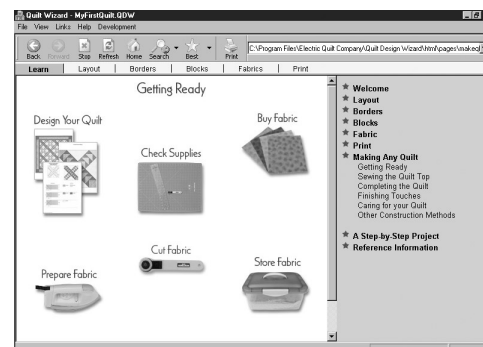 Quilt Wizard - MyFirstQuilt.QDW
File View Links Help Development
Back Forward Stop Refresh Home Search Best Print C:\Program Files\Electric Quilt Company\Quilt Design Wizard\html\pages\makeq
Learn Layout Borders Blocks Fabrics Print
Getting Ready
Design Your Quilt
Check Supplies
Buy Fabric
Prepare Fabric
Cut Fabric
Store Fabric
Welcome
Layout
Borders
Blocks
Fabric
Print
Making Any Quilt
Getting Ready
Sewing the Quilt Top
Completing the Quilt
Finishing Touches
Caring for your Quilt
Other Construction Methods
A Step-by-Step Project
Reference Information